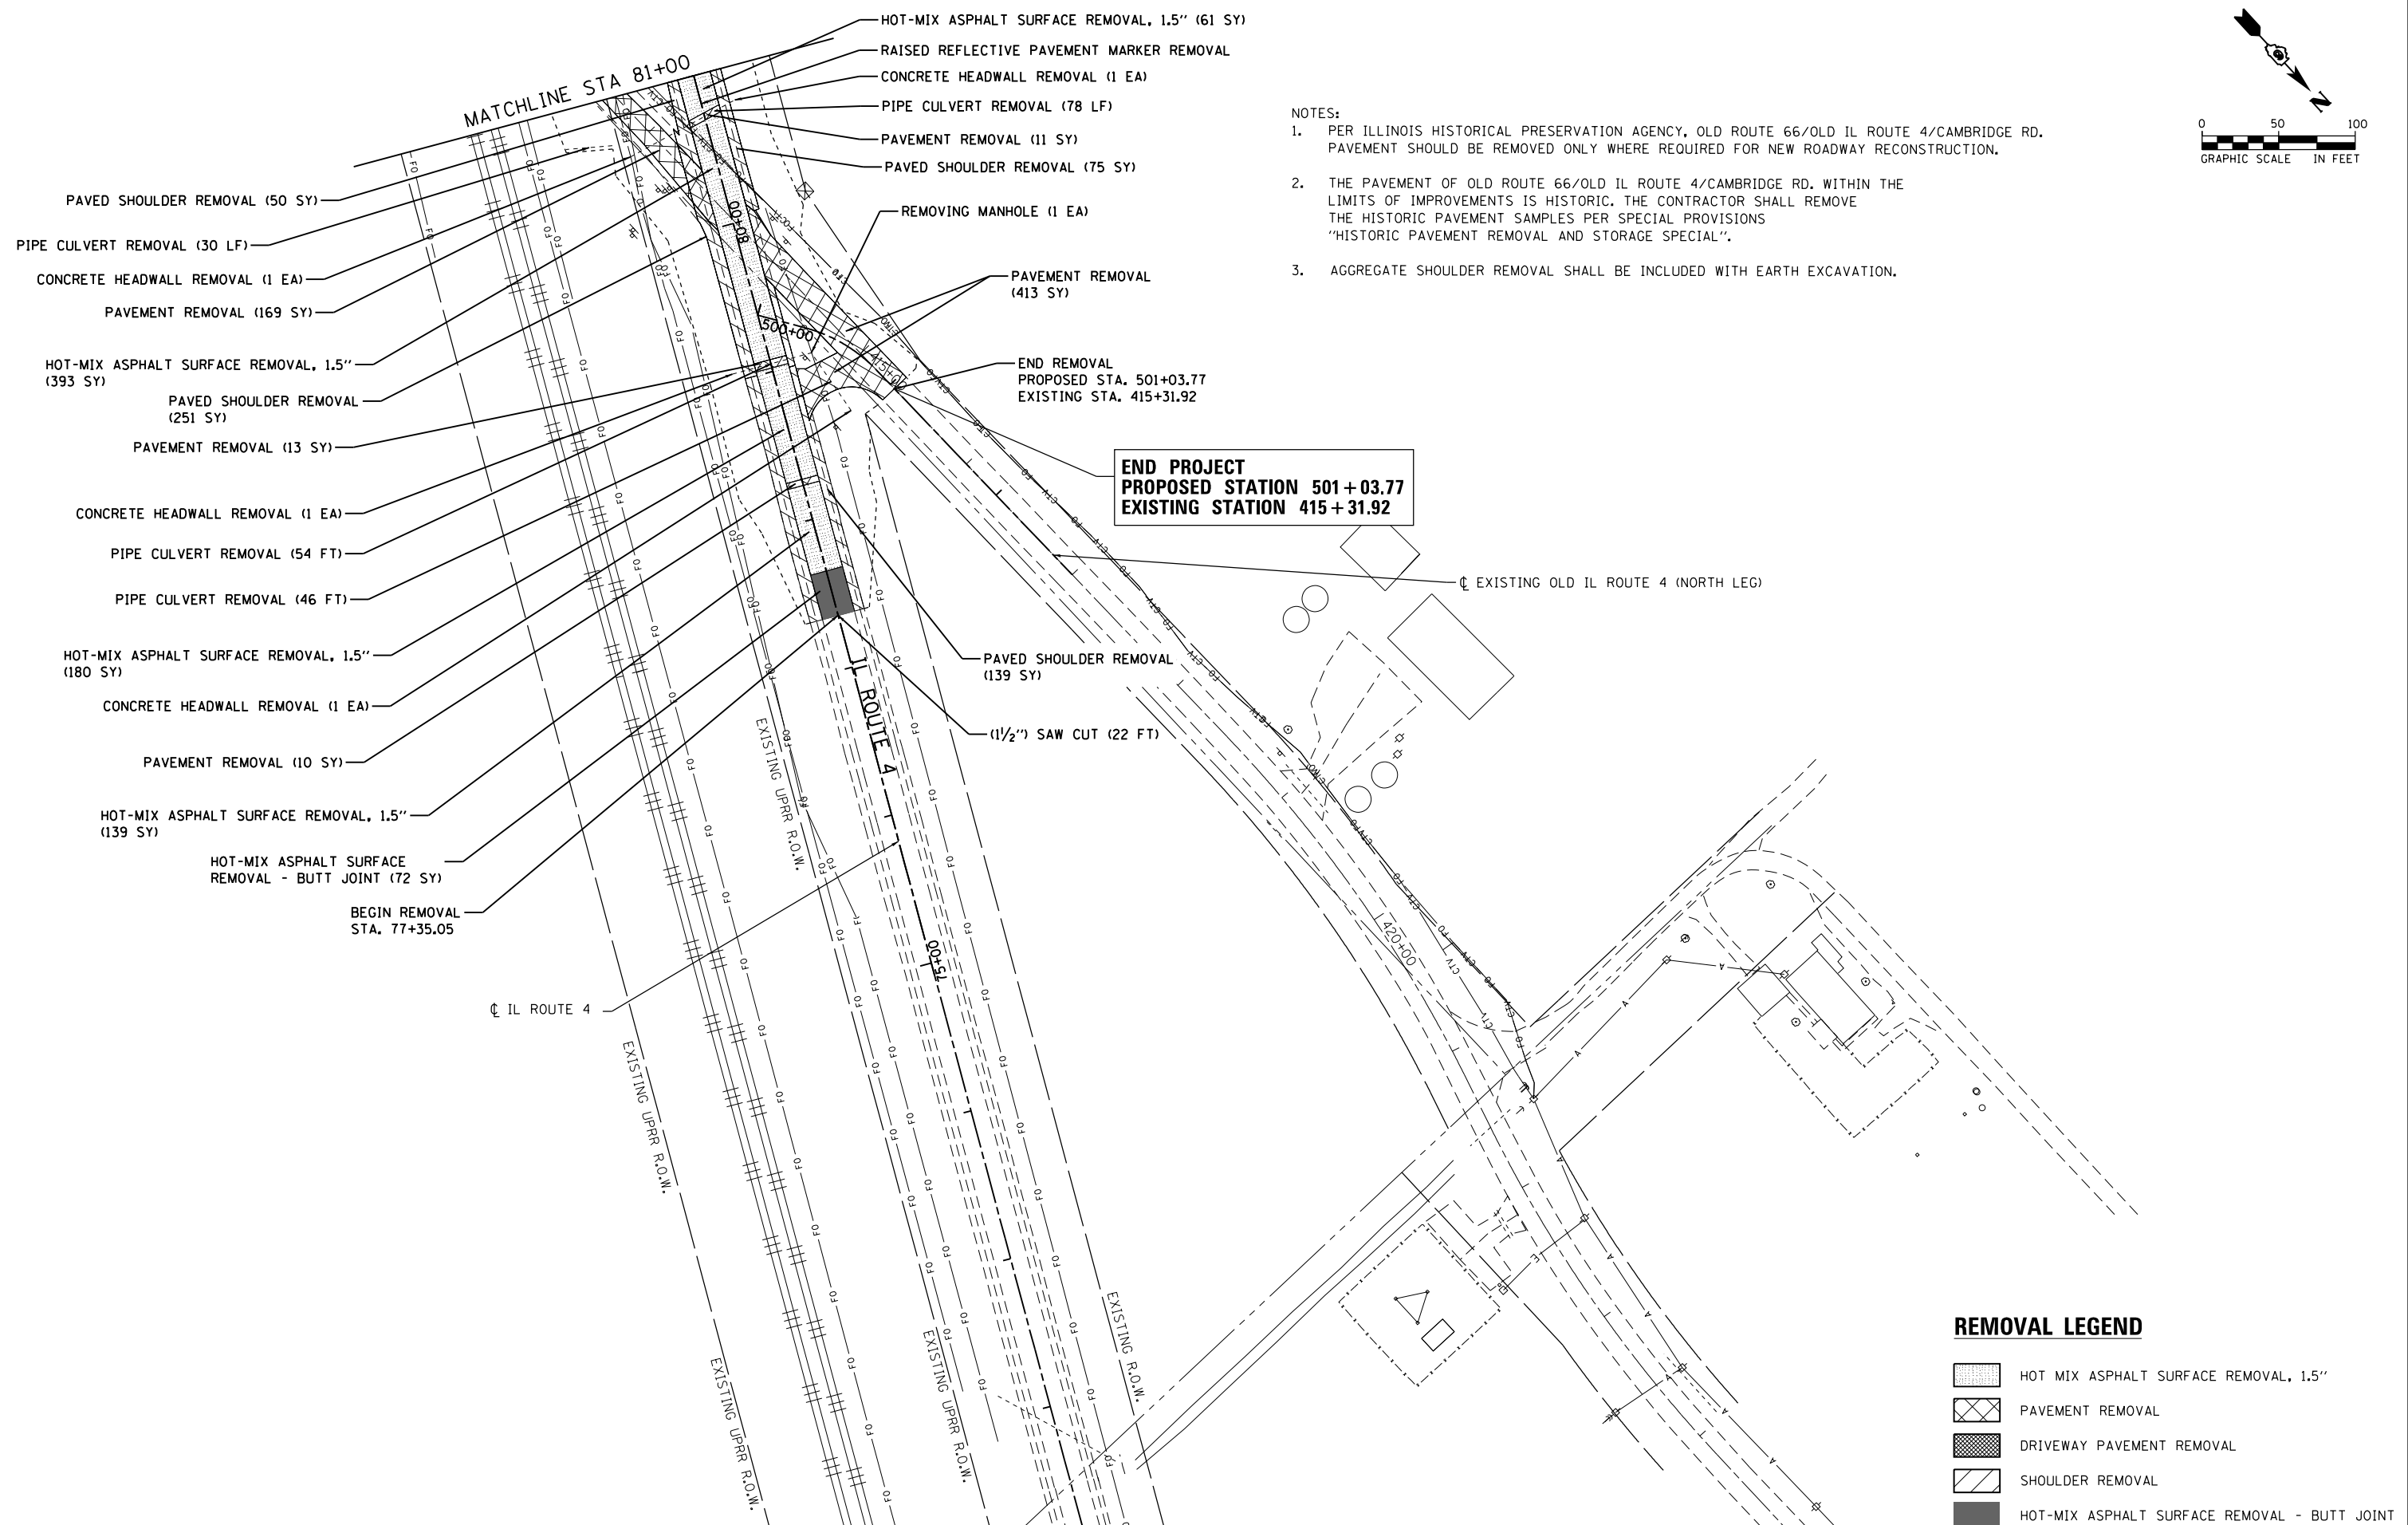 HOT-MIX ASPHALT SURFACE REMOVAL, 1.5" (61 SY)
RAISED REFLECTIVE PAVEMENT MARKER REMOVAL
CONCRETE HEADWALL REMOVAL (1 EA)
PIPE CULVERT REMOVAL (78 LF)
PAVEMENT REMOVAL (11 SY)
PAVED SHOULDER REMOVAL (75 SY)
REMOVING MANHOLE (1 EA)
PAVEMENT REMOVAL
(413 SY)
END REMOVAL
PROPOSED STA. 501+03.77
EXISTING STA. 415+31.92
MATCHLINE STA 81+00
NOTES:
1. PER ILLINOIS HISTORICAL PRESERVATION AGENCY, OLD ROUTE 66/OLD IL ROUTE 4/CAMBRIDGE RD.
PAVEMENT SHOULD BE REMOVED ONLY WHERE REQUIRED FOR NEW ROADWAY RECONSTRUCTION.
2. THE PAVEMENT OF OLD ROUTE 66/OLD IL ROUTE 4/CAMBRIDGE RD. WITHIN THE
LIMITS OF IMPROVEMENTS IS HISTORIC. THE CONTRACTOR SHALL REMOVE
THE HISTORIC PAVEMENT SAMPLES PER SPECIAL PROVISIONS
"HISTORIC PAVEMENT REMOVAL AND STORAGE SPECIAL".
3. AGGREGATE SHOULDER REMOVAL SHALL BE INCLUDED WITH EARTH EXCAVATION.
N
0 50 100
GRAPHIC SCALE IN FEET
PAVED SHOULDER REMOVAL (50 SY)
PIPE CULVERT REMOVAL (30 LF)
CONCRETE HEADWALL REMOVAL (1 EA)
PAVEMENT REMOVAL (169 SY)
HOT-MIX ASPHALT SURFACE REMOVAL, 1.5"
(393 SY)
PAVED SHOULDER REMOVAL
(251 SY)
PAVEMENT REMOVAL (13 SY)
CONCRETE HEADWALL REMOVAL (1 EA)
PIPE CULVERT REMOVAL (54 FT)
PIPE CULVERT REMOVAL (46 FT)
HOT-MIX ASPHALT SURFACE REMOVAL, 1.5"
(180 SY)
CONCRETE HEADWALL REMOVAL (1 EA)
PAVEMENT REMOVAL (10 SY)
HOT-MIX ASPHALT SURFACE REMOVAL, 1.5"
(139 SY)
HOT-MIX ASPHALT SURFACE
REMOVAL - BUTT JOINT (72 SY)
BEGIN REMOVAL
STA. 77+35.05
80+00
500+00
END PROJECT
PROPOSED STATION 501+03.77
EXISTING STATION 415+31.92
℄ EXISTING OLD IL ROUTE 4 (NORTH LEG)
PAVED SHOULDER REMOVAL
(139 SY)
(1½") SAW CUT (22 FT)
IL ROUTE 4
EXISTING UPRR R.O.W.
75+00
420+00
℄ IL ROUTE 4
EXISTING UPRR R.O.W.
EXISTING UPRR R.O.W.
EXISTING UPRR R.O.W.
EXISTING R.O.W.
REMOVAL LEGEND
HOT MIX ASPHALT SURFACE REMOVAL, 1.5"
PAVEMENT REMOVAL
DRIVEWAY PAVEMENT REMOVAL
SHOULDER REMOVAL
HOT-MIX ASPHALT SURFACE REMOVAL - BUTT JOINT